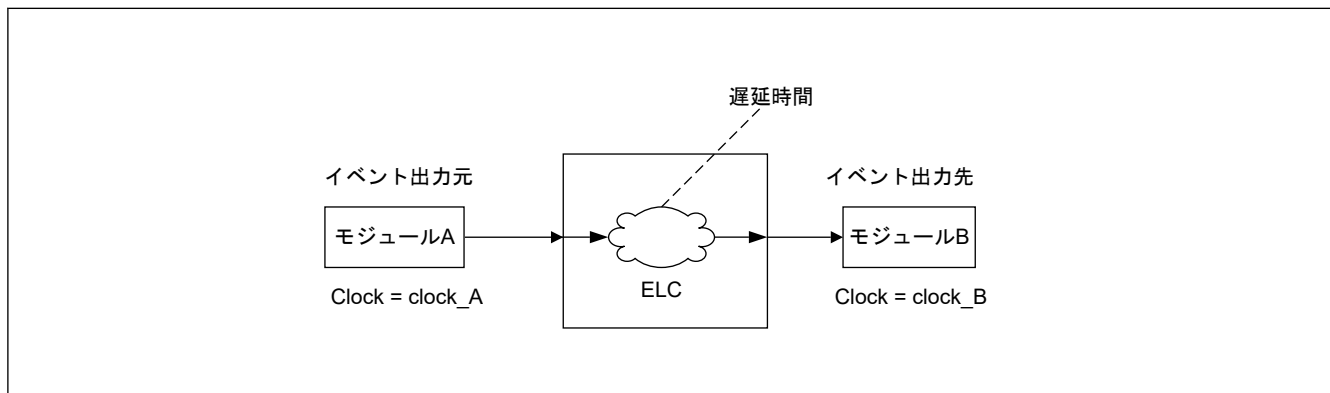 遅延時間
イベント出力元
イベント出力先
モジュールA
モジュールB
ELC
Clock = clock_A
Clock = clock_B